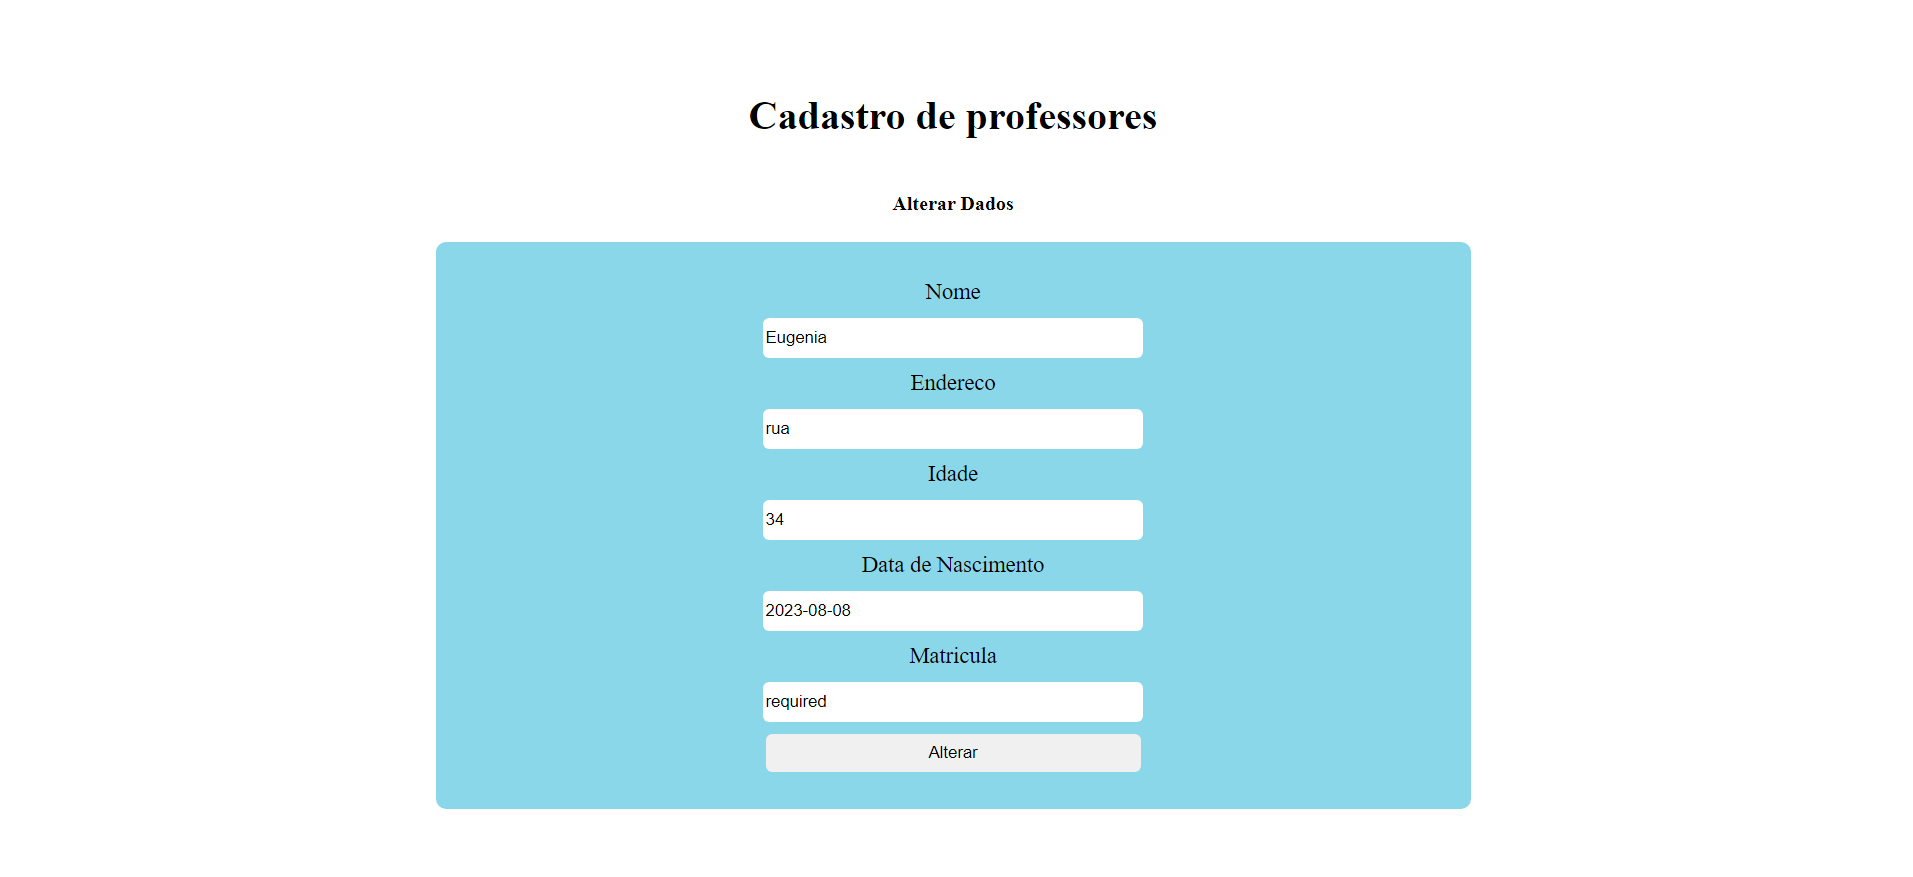 Cadastro de professores
Alterar Dados
Nome
Eugenia
Endereco
rua
Idade
34
Data de Nascimento
2023-08-08
Matricula
required
Alterar